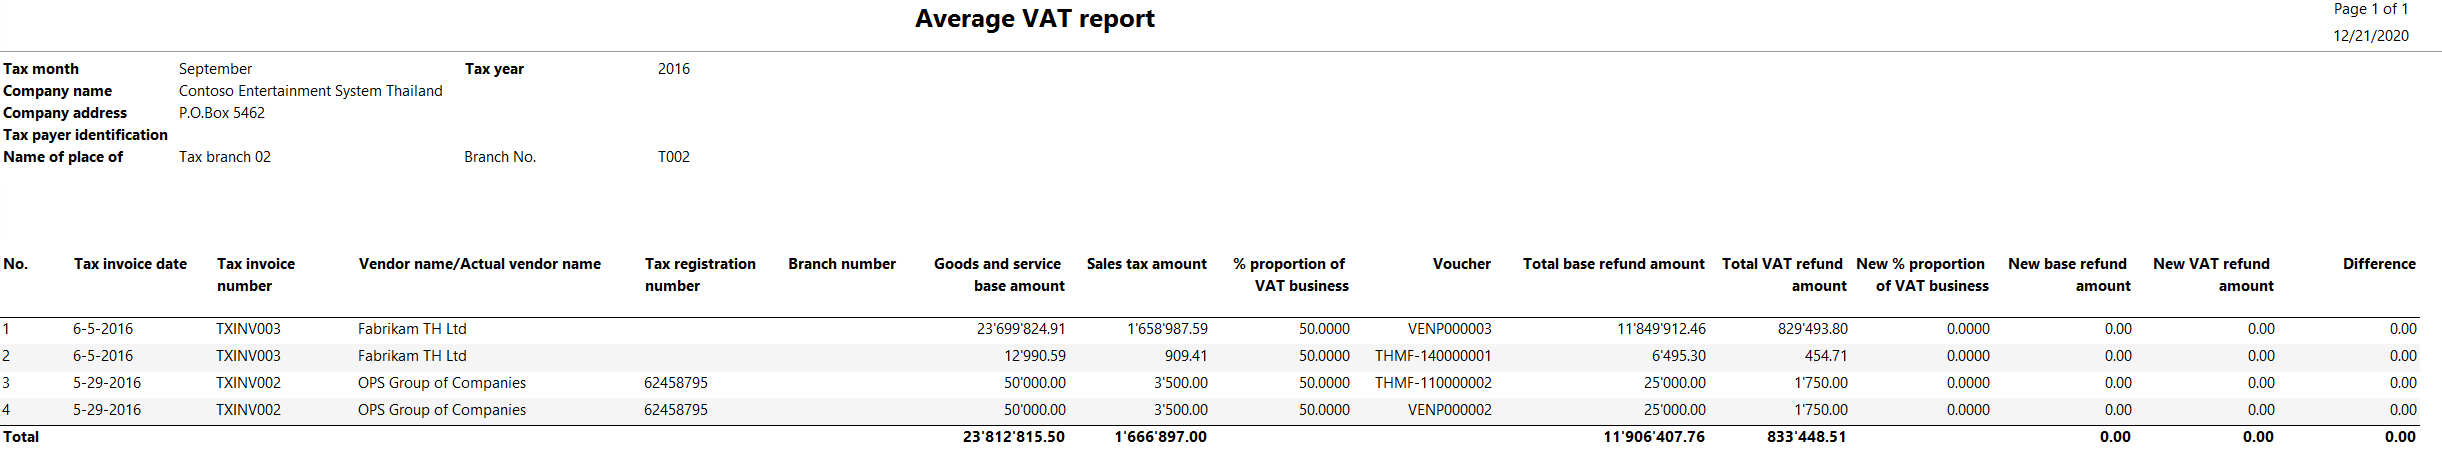 Average VAT report
Page 1 of 1
12/21/2020
Tax month September Tax year 2016
Company name Contoso Entertainment System Thailand
Company address P.O.Box 5462
Tax payer identification
Name of place of Tax branch 02 Branch No. T002
No. Tax invoice date Tax invoice Vendor name/Actual vendor name Tax registration Branch number Goods and service Sales tax amount % proportion of Voucher Total base refund amount Total VAT refund New % proportion New base refund New VAT refund Difference
number number base amount VAT business amount of VAT business amount amount
1 6-5-2016 TXINV003 Fabrikam TH Ltd 23'699'824.91 1'658'987.59 50.0000 VENP000003 11'849'912.46 829'493.80 0.0000 0.00 0.00 0.00
2 6-5-2016 TXINV003 Fabrikam TH Ltd 12'990.59 909.41 50.0000 THMF-140000001 6'495.30 454.71 0.0000 0.00 0.00 0.00
3 5-29-2016 TXINV002 OPS Group of Companies 62458795 50'000.00 3'500.00 50.0000 THMF-110000002 25'000.00 1'750.00 0.0000 0.00 0.00 0.00
4 5-29-2016 TXINV002 OPS Group of Companies 62458795 50'000.00 3'500.00 50.0000 VENP000002 25'000.00 1'750.00 0.0000 0.00 0.00 0.00
Total 23'812'815.50 1'666'897.00 11'906'407.76 833'448.51 0.00 0.00 0.00